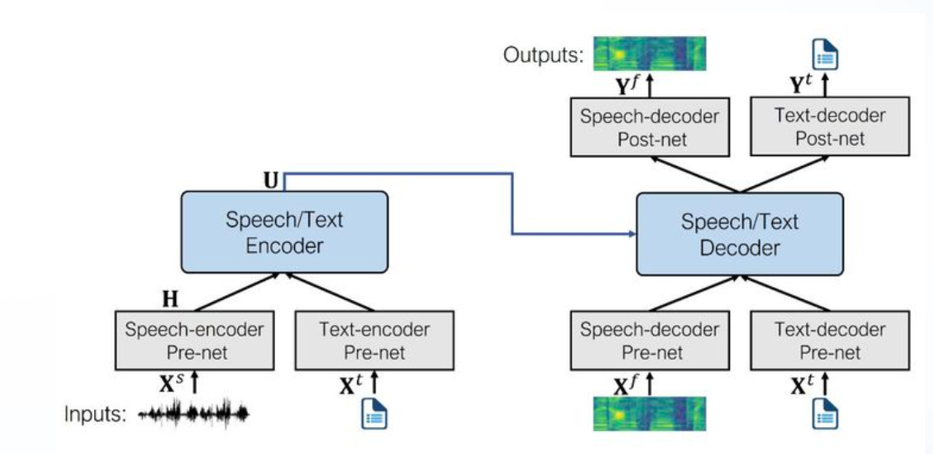 Outputs:
Y^f
Y^t
Speech-decoder
Post-net
Text-decoder
Post-net
U
Speech/Text
Encoder
Speech/Text
Decoder
H
Speech-encoder
Pre-net
Text-encoder
Pre-net
Speech-decoder
Pre-net
Text-decoder
Pre-net
X^s
X^t
X^f
X^t
Inputs: